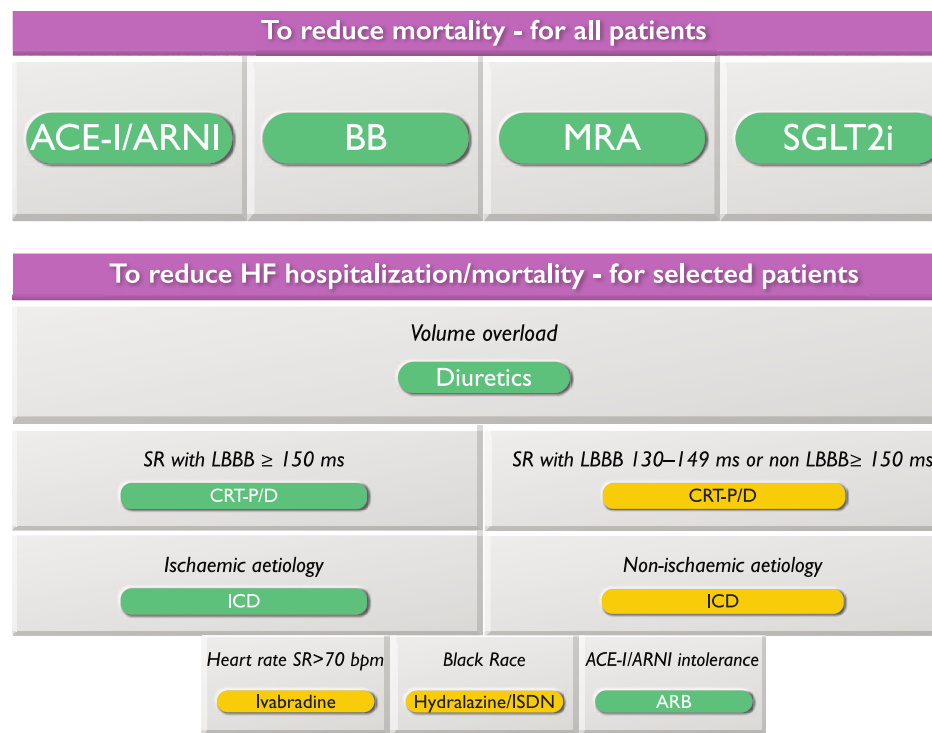 To reduce mortality - for all patients
ACE-I/ARNI BB MRA SGLT2i
To reduce HF hospitalization/mortality - for selected patients
Volume overload
Diuretics
SR with LBBB ≥ 150 ms SR with LBBB 130–149 ms or non LBBB≥ 150 ms
CRT-P/D CRT-P/D
Ischaemic aetiology Non-ischaemic aetiology
ICD ICD
Heart rate SR>70 bpm Black Race ACE-I/ARNI intolerance
Ivabradine Hydralazine/ISDN ARB